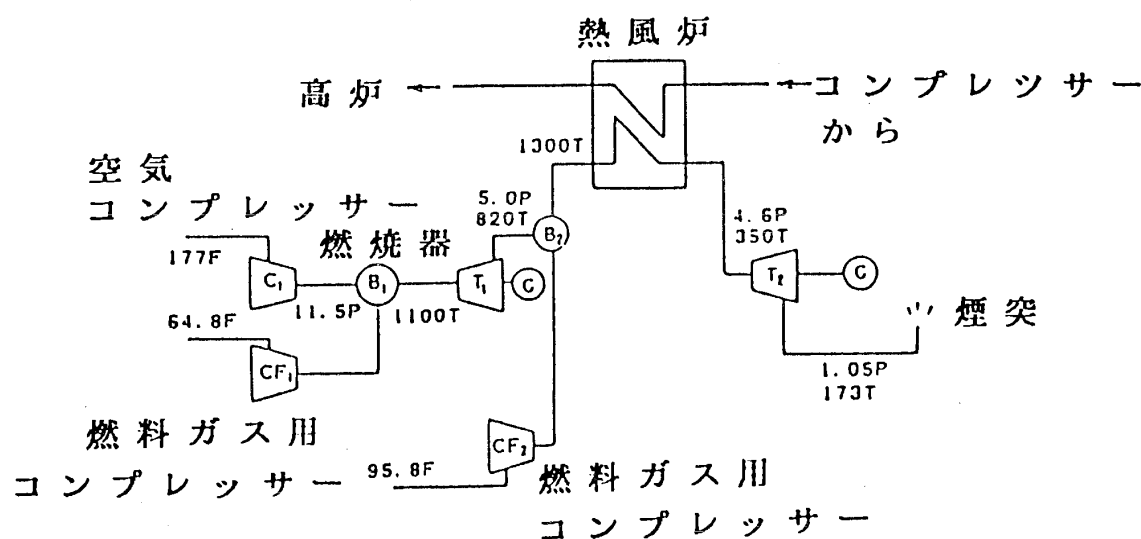 熱風炉
高炉
コンプレッサー
から
1300T
空気
コンプレッサー
5.0P
820T
B₂
4.6P
350T
燃焼器
177F
C₁
B₁
T₁
G
T₂
G
11.5P
1100T
煙突
64.8F
CF₁
1.05P
173T
燃料ガス用
コンプレッサー
CF₂
95.8F
燃料ガス用
コンプレッサー